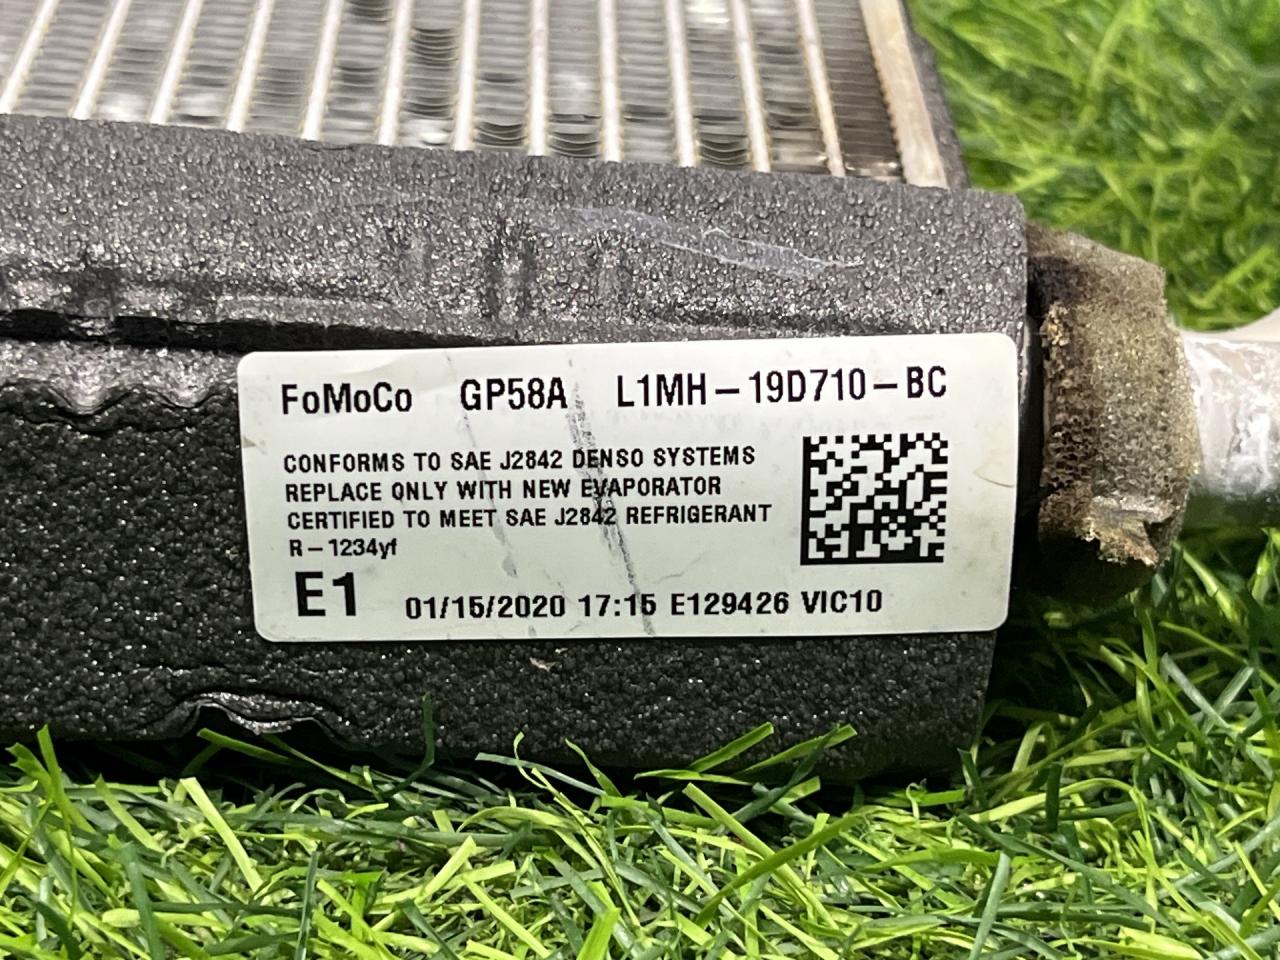 FoMoCo GP58A L1MH-19D710-BC
CONFORMS TO SAE J2842 DENSO SYSTEMS
REPLACE ONLY WITH NEW EVAPORATOR
CERTIFIED TO MEET SAE J2842 REFRIGERANT
R-1234yf
E1 01/15/2020 17:15 E129426 VIC10